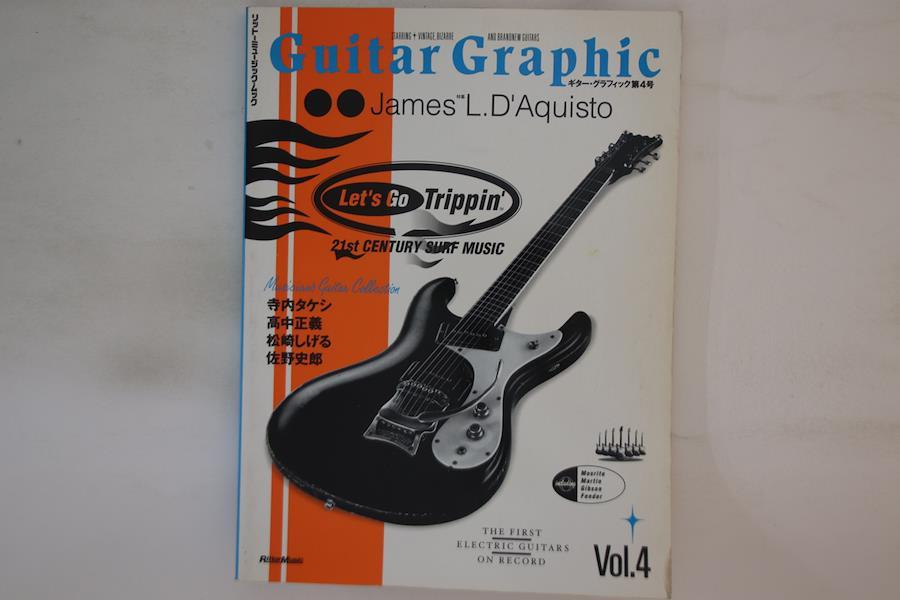 リットーミュージック・ムック
STARRING ✦ VINTAGE, BIZARRE AND BRANDNEW GUITARS
Guitar Graphic
ギター・グラフィック第4号
特集
James L.D'Aquisto
Let's Go Trippin'
21st CENTURY SURF MUSIC
Musicians Guitar Collection
寺内タケシ
高中正義
松崎しげる
佐野史郎
including
Mosrite
Martin
Gibson
Fender
THE FIRST
ELECTRIC GUITARS
ON RECORD
Vol.4
RittorMusic